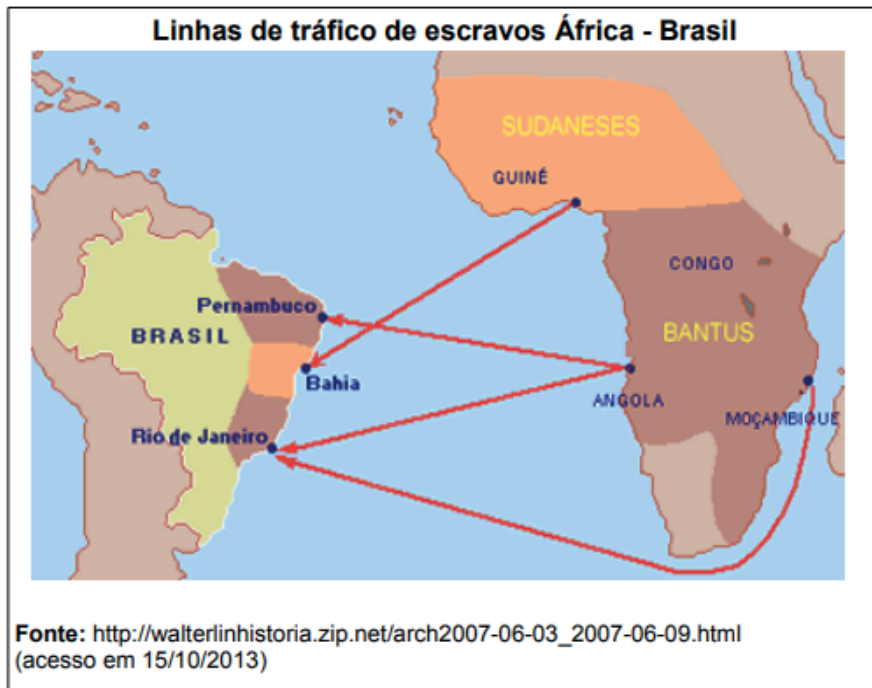 Linhas de tráfico de escravos África - Brasil
SUDANESES
GUINÉ
CONGO
Pernambuco
BRASIL
BANTUS
Bahia
ANGOLA
MOÇAMBIQUE
Rio de Janeiro
Fonte: http://walterlinhistoria.zip.net/arch2007-06-03_2007-06-09.html
(acesso em 15/10/2013)